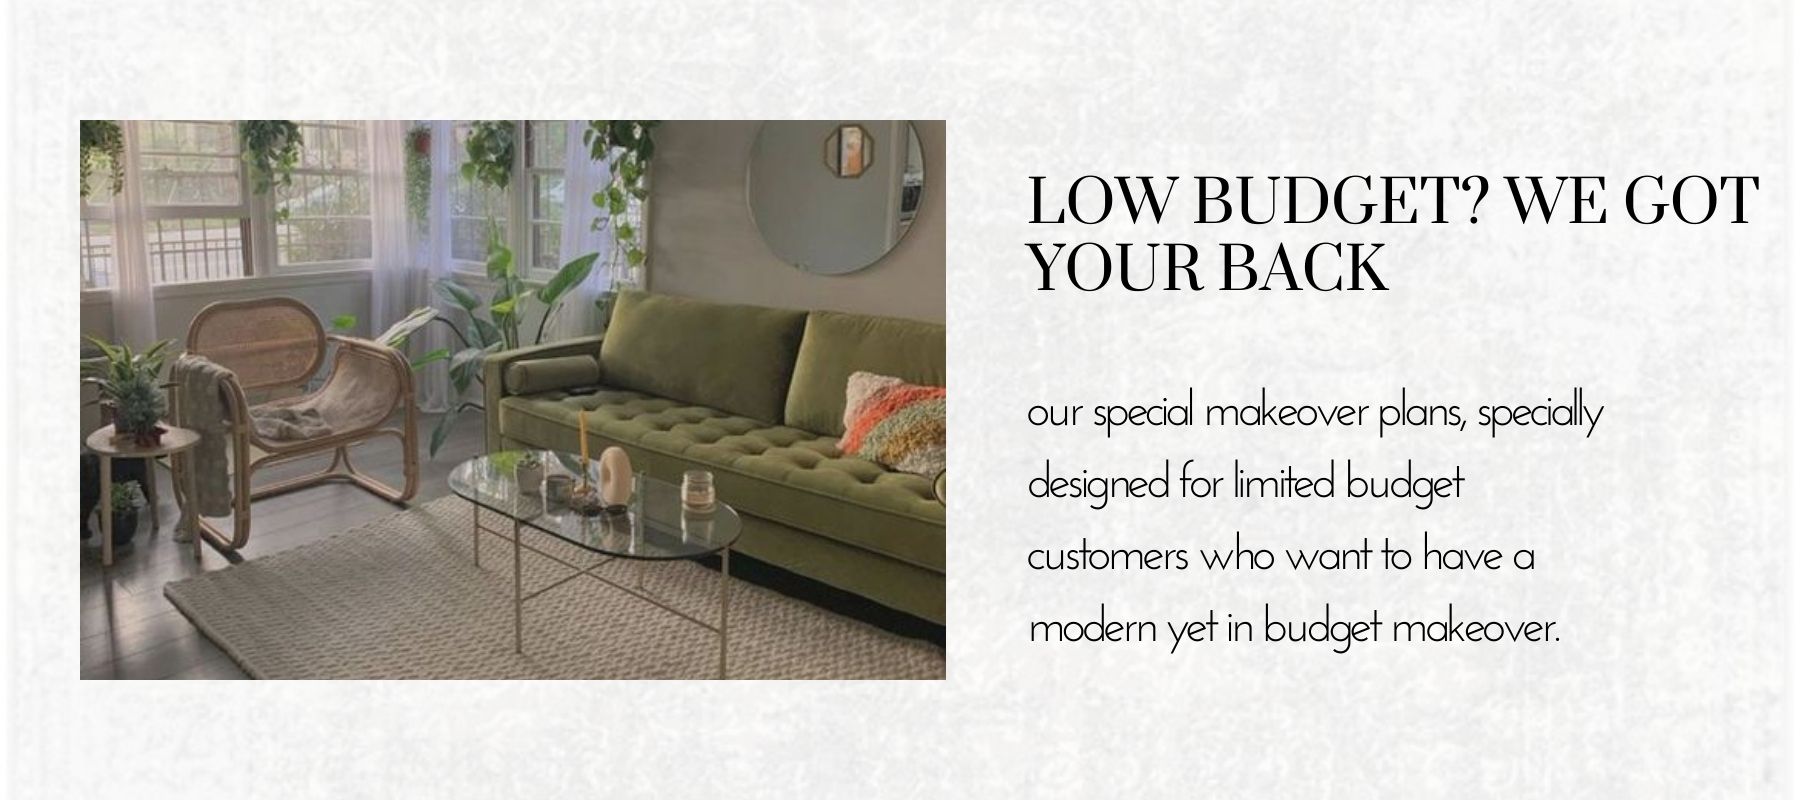 LOW BUDGET? WE GOT
YOUR BACK
our special makeover plans, specially
designed for limited budget
customers who want to have a
modern yet in budget makeover.